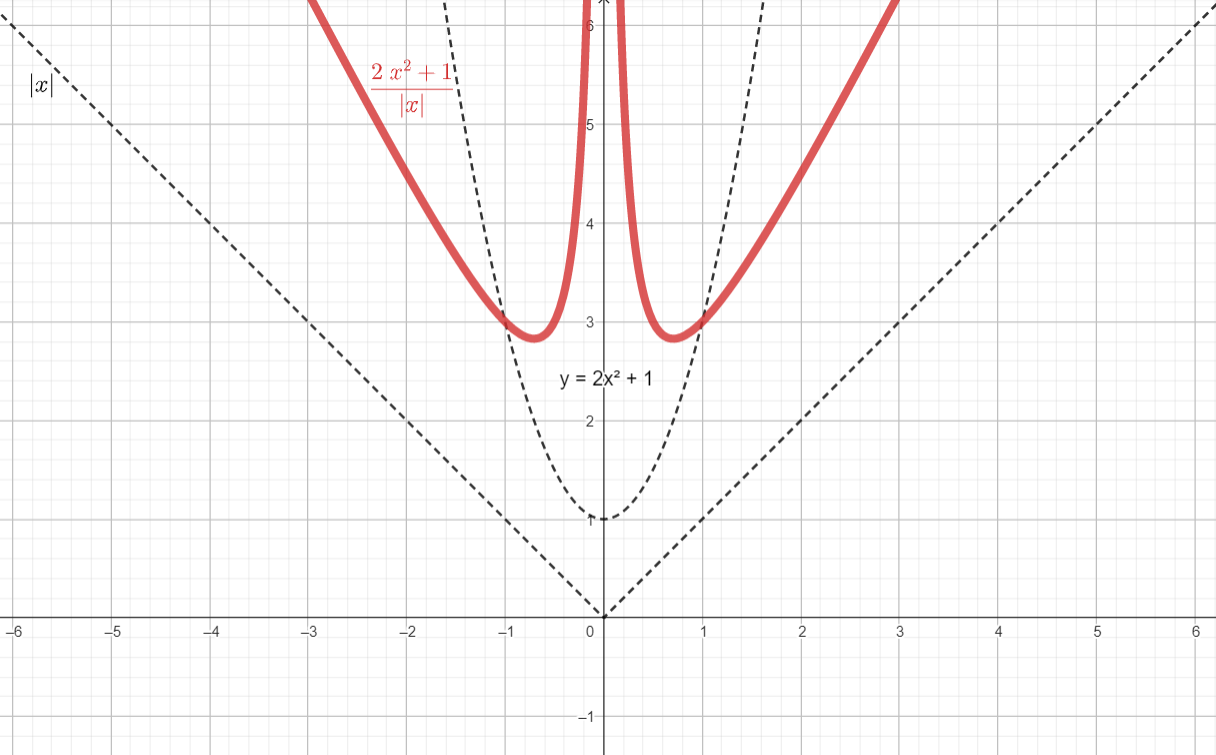 6
2 x² + 1
|x|
|x|
5
4
3
y = 2x² + 1
2
1
–6 –5 –4 –3 –2 –1 0 1 2 3 4 5 6
–1